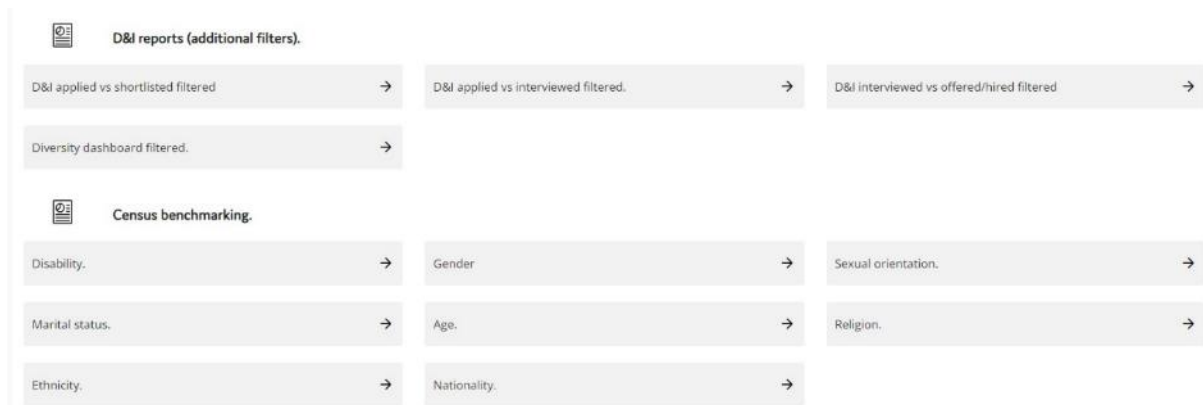 D&I reports (additional filters).
D&I applied vs shortlisted filtered
D&I applied vs interviewed filtered.
D&I interviewed vs offered/hired filtered
Diversity dashboard filtered.
Census benchmarking.
Disability.
Gender
Sexual orientation.
Marital status.
Age.
Religion.
Ethnicity.
Nationality.